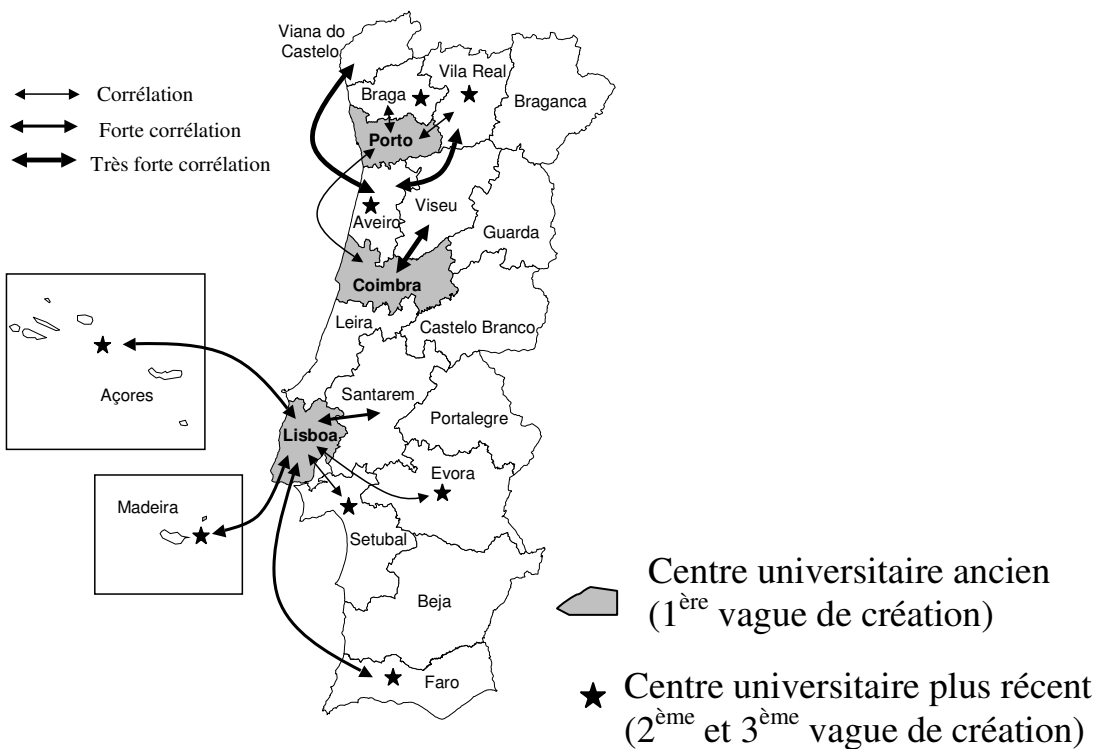 Viana do
Castelo
Vila Real
Braga
Braganca
Porto
Corrélation
Forte corrélation
Très forte corrélation
Viseu
Aveiro
Guarda
Coimbra
Leira
Castelo Branco
Açores
Santarem
Portalegre
Lisboa
Evora
Madeira
Setubal
Beja
Faro
Centre universitaire ancien
(1ère vague de création)
Centre universitaire plus récent
(2ème et 3ème vague de création)